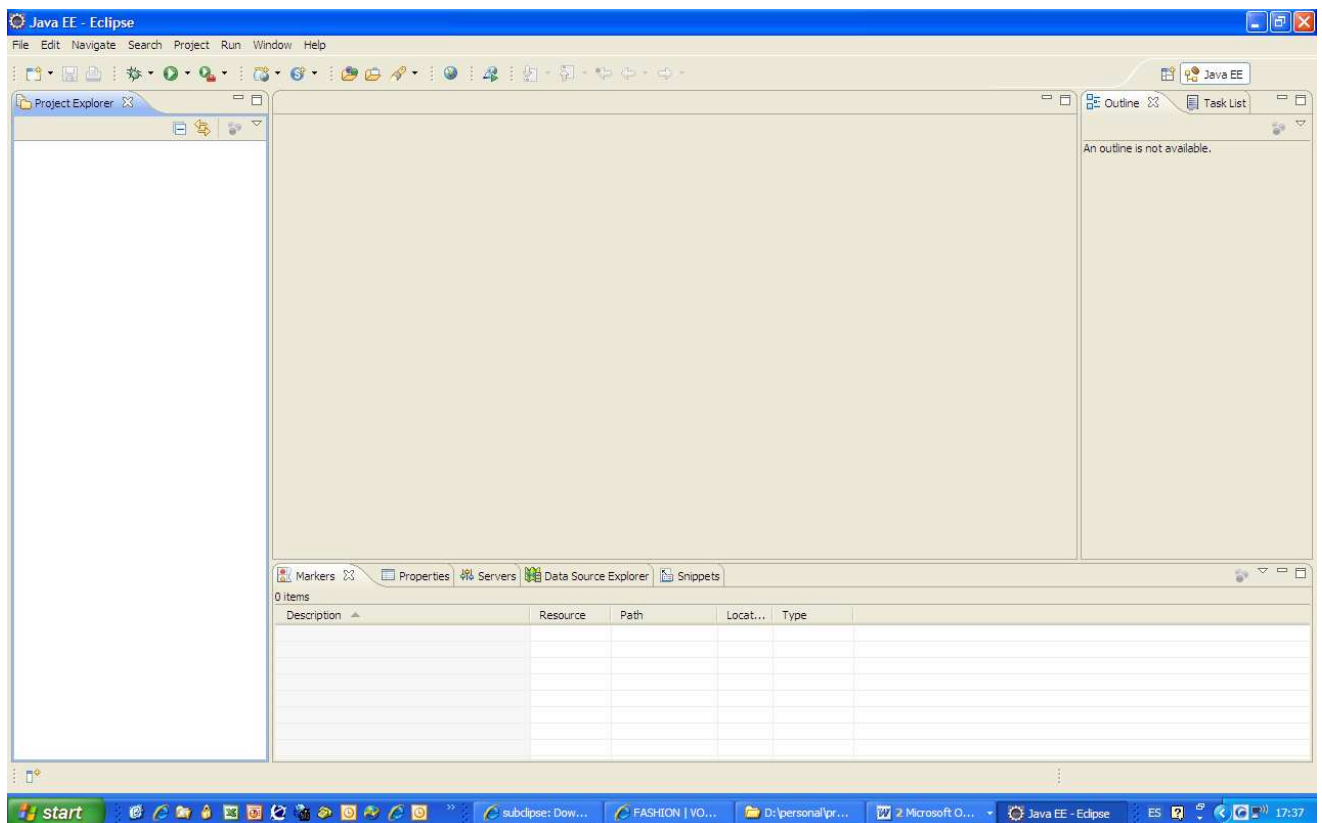 Java EE - Eclipse
File Edit Navigate Search Project Run Window Help
Java EE
Project Explorer
Outline Task List
An outline is not available.
Markers Properties Servers Data Source Explorer Snippets
0 items
Description Resource Path Locat... Type
start subclipse: Dow... FASHION | VO... D:\personal\pr... 2 Microsoft O... Java EE - Eclipse ES 17:37